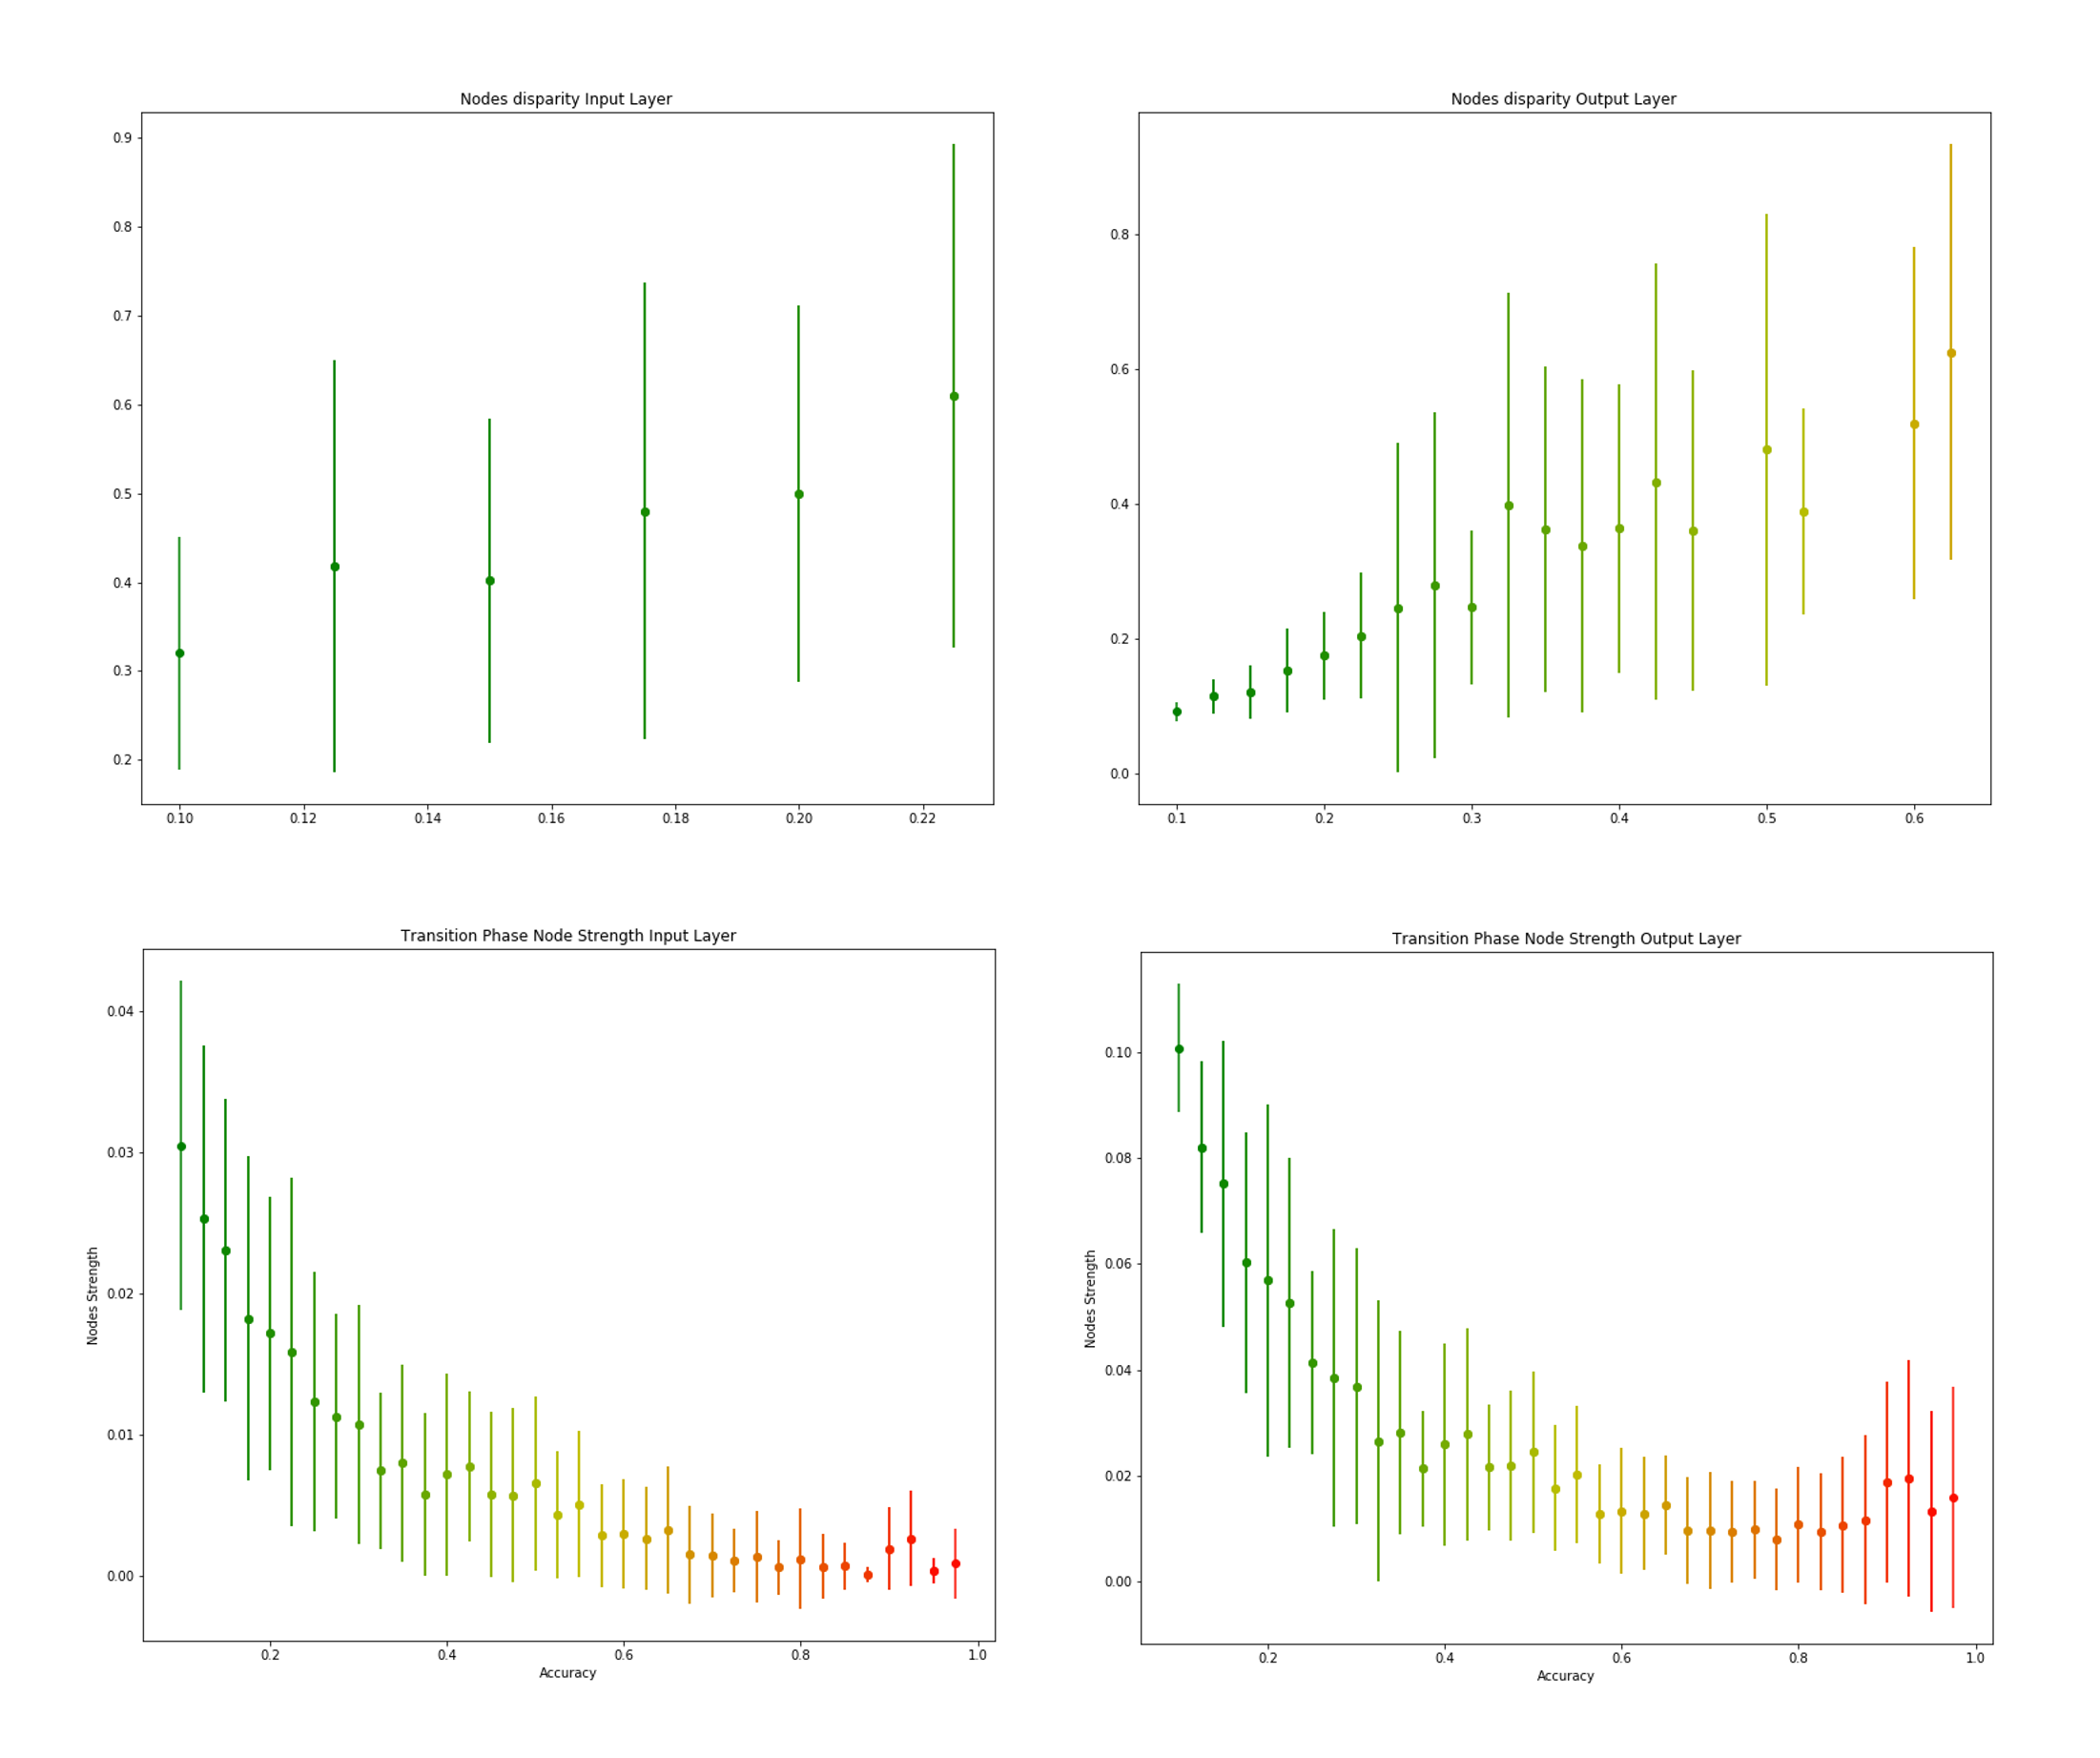 Nodes disparity Input Layer
0.9
0.8
0.7
0.6
0.5
0.4
0.3
0.2
0.10 0.12 0.14 0.16 0.18 0.20 0.22
Nodes disparity Output Layer
0.8
0.6
0.4
0.2
0.0
0.1 0.2 0.3 0.4 0.5 0.6
Transition Phase Node Strength Input Layer
Nodes Strength
0.04
0.03
0.02
0.01
0.00
0.2 0.4 0.6 0.8 1.0
Accuracy
Transition Phase Node Strength Output Layer
Nodes Strength
0.10
0.08
0.06
0.04
0.02
0.00
0.2 0.4 0.6 0.8 1.0
Accuracy